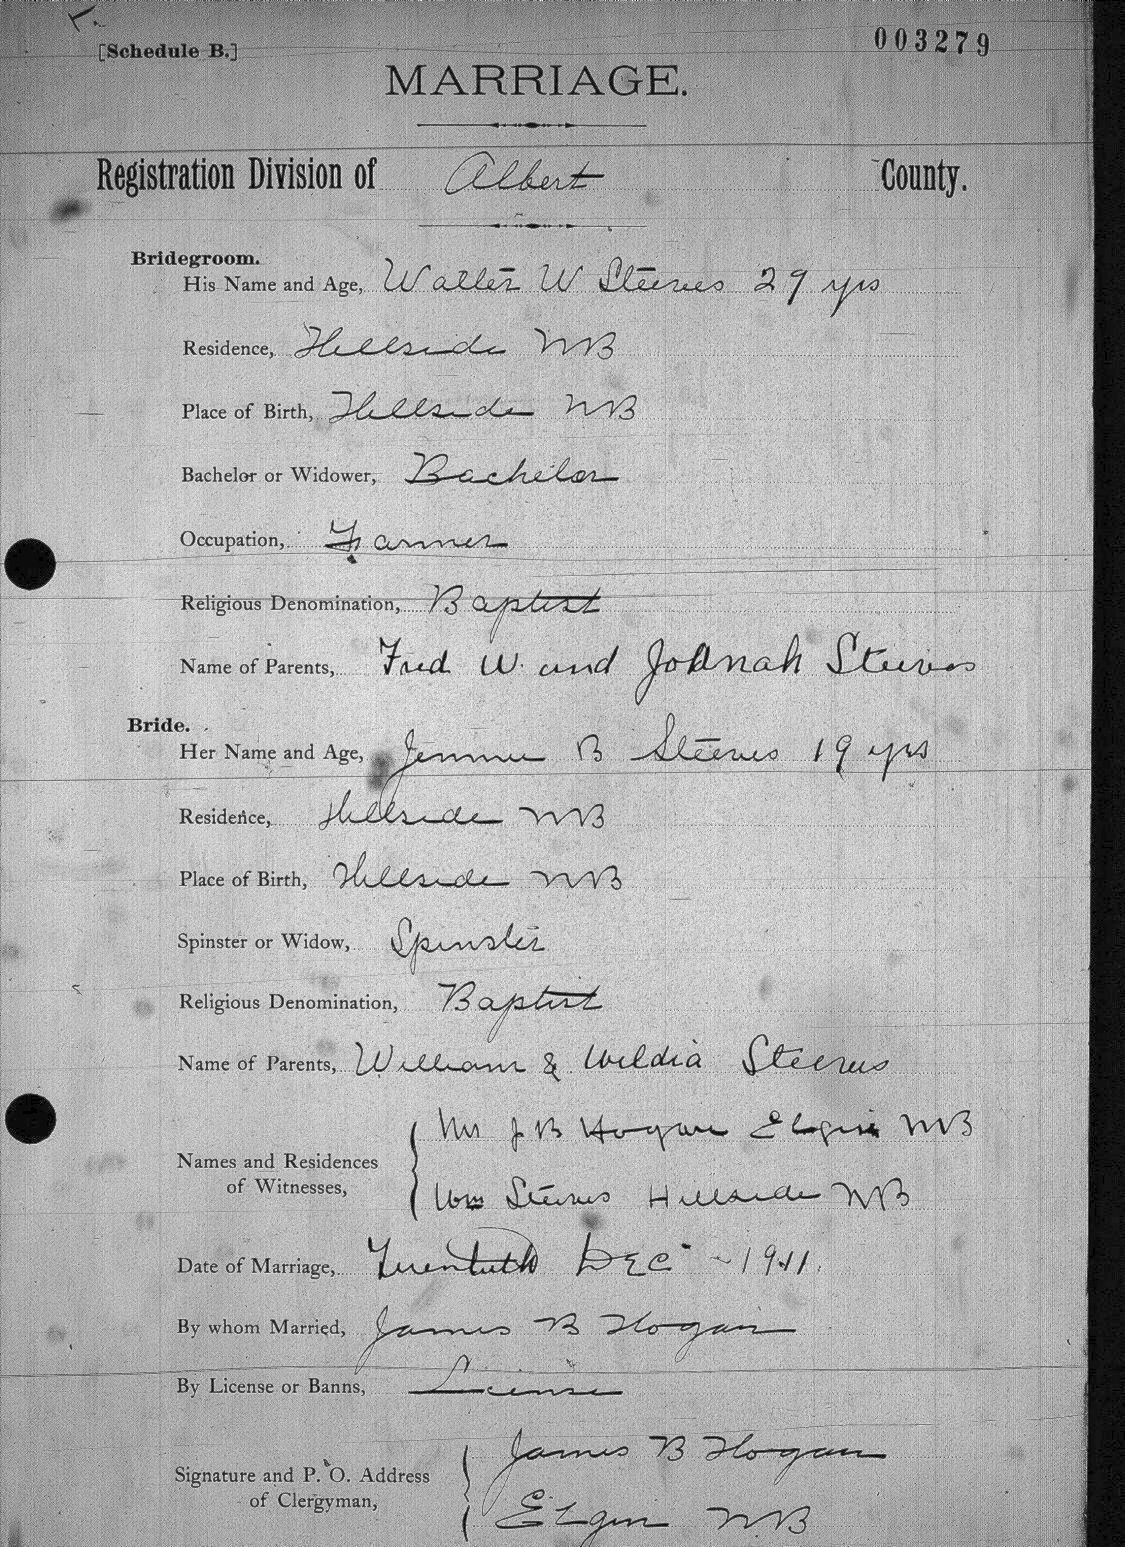 [Schedule B.]
003279
MARRIAGE.
Registration Division of Albert County.
Bridegroom.
His Name and Age, Walter W Steeves 29 yrs
Residence, Hillside NB
Place of Birth, Hillside NB
Bachelor or Widower, Bachelor
Occupation, Farmer
Religious Denomination, Baptist
Name of Parents, Fred W. and Johnah Steeves
Bride.
Her Name and Age, Jennie B Steeves 19 yrs
Residence, Hillside NB
Place of Birth, Hillside NB
Spinster or Widow, Spinster
Religious Denomination, Baptist
Name of Parents, William & Wildia Steeves
Mrs J B Hogan Elgin NB
Names and Residences
of Witnesses,
Wm Steeves Hillside NB
Date of Marriage, Twentieth Dec - 1911.
By whom Married, James B Hogan
By License or Banns, License
James B Hogan
Signature and P. O. Address
of Clergyman,
Elgin N.B